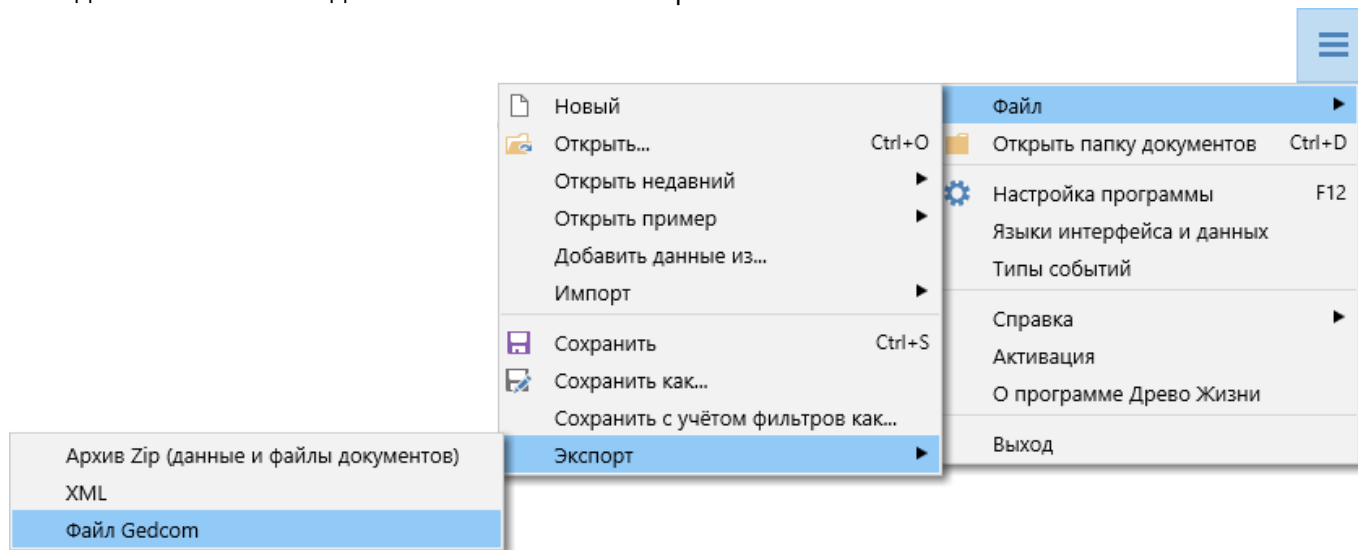 Файл
Открыть папку документов Ctrl+D
Настройка программы F12
Языки интерфейса и данных
Типы событий
Справка
Активация
О программе Древо Жизни
Выход
Новый
Открыть... Ctrl+O
Открыть недавний
Открыть пример
Добавить данные из...
Импорт
Сохранить Ctrl+S
Сохранить как...
Сохранить с учётом фильтров как...
Экспорт
Архив Zip (данные и файлы документов)
XML
Файл Gedcom